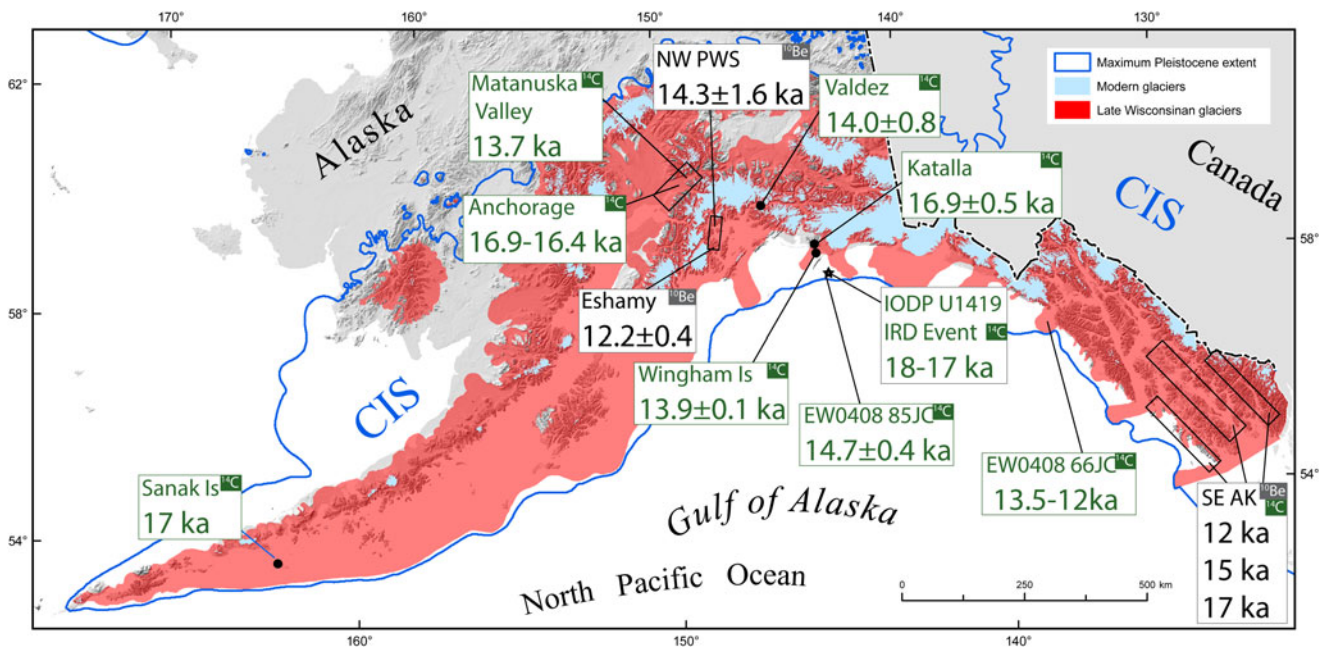 170°
160°
150°
140°
130°
62°
58°
54°
58°
54°
160°
150°
140°
Maximum Pleistocene extent
Modern glaciers
Late Wisconsinan glaciers
Alaska
Canada
CIS
CIS
Matanuska 14C
Valley
13.7 ka
NW PWS 10Be
14.3±1.6 ka
Valdez 14C
14.0±0.8
Katalla 14C
16.9±0.5 ka
Anchorage 14C
16.9-16.4 ka
Eshamy 10Be
12.2±0.4
IODP U1419
IRD Event 14C
18-17 ka
Wingham Is 14C
13.9±0.1 ka
EW0408 85JC 14C
14.7±0.4 ka
EW0408 66JC 14C
13.5-12ka
Sanak Is 14C
17 ka
SE AK 10Be 14C
12 ka
15 ka
17 ka
Gulf of Alaska
North Pacific Ocean
0 250 500 km